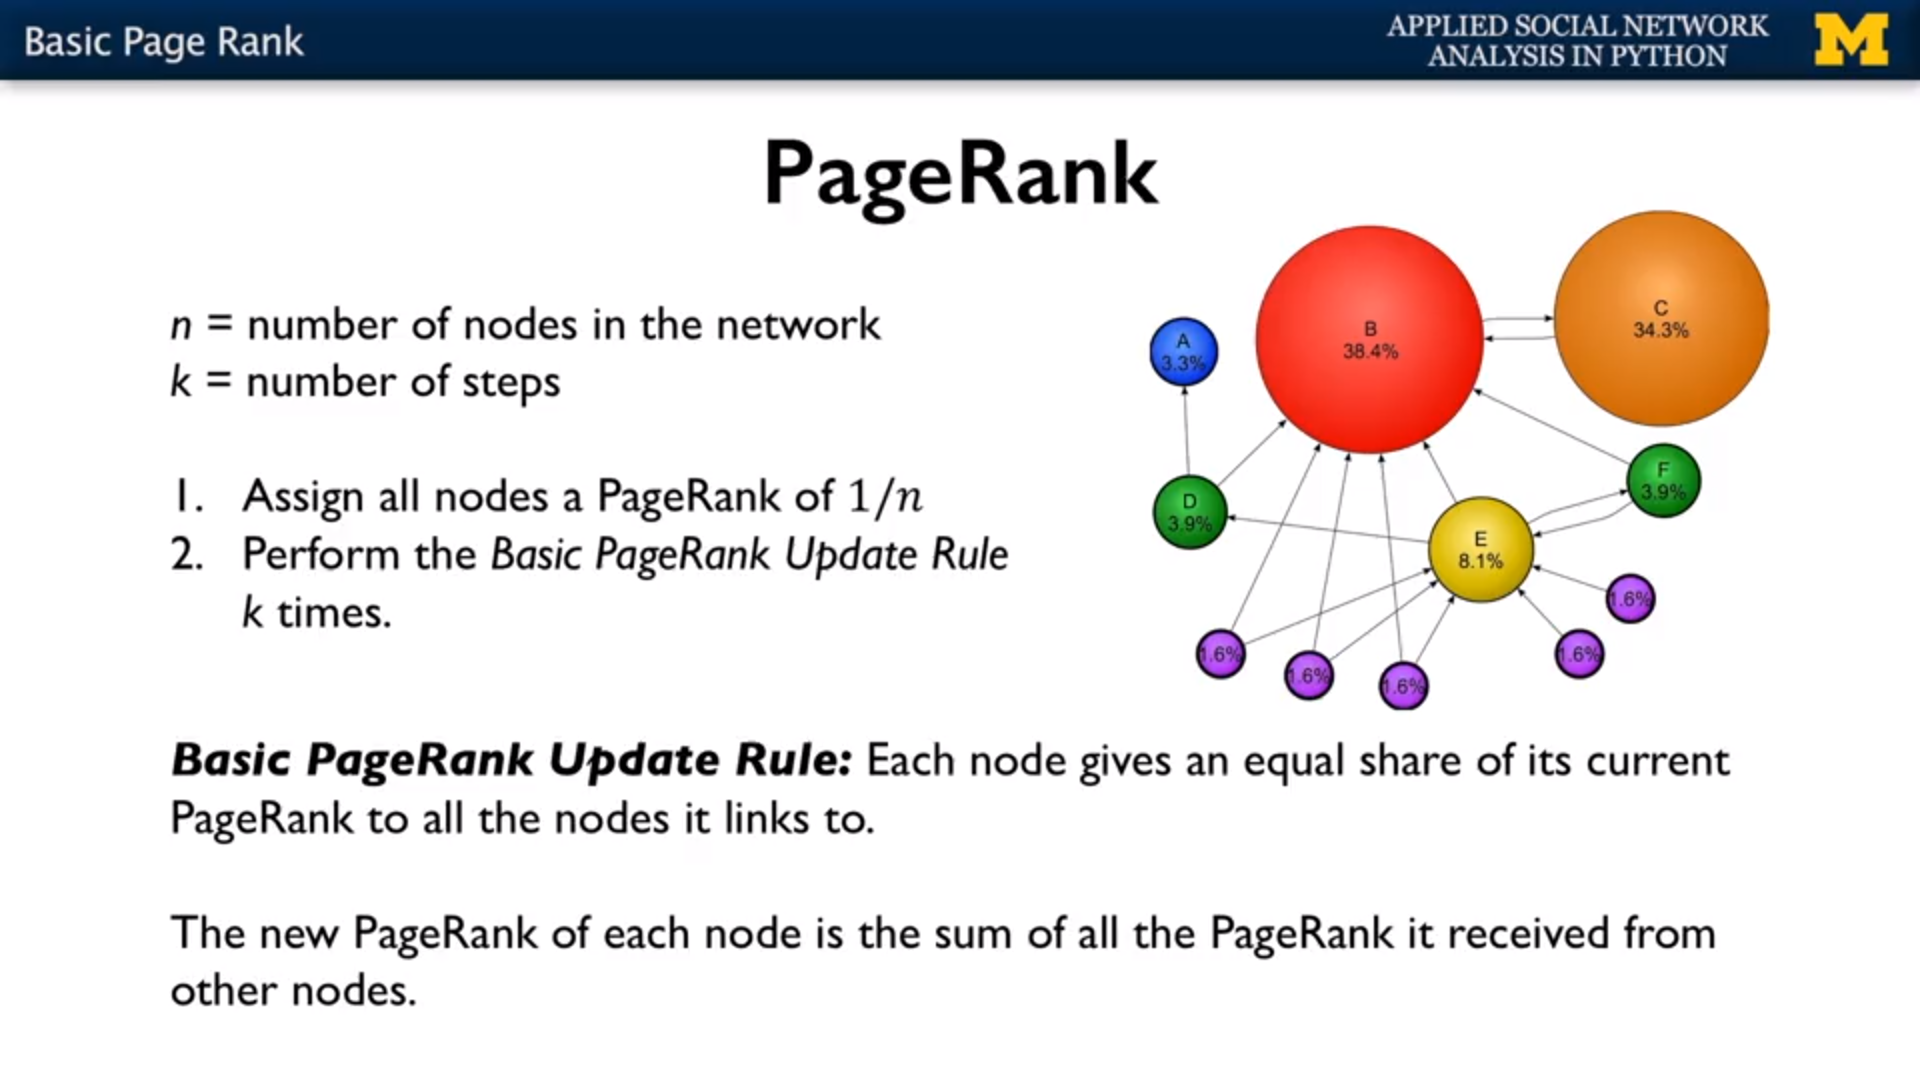 Basic Page Rank
APPLIED SOCIAL NETWORK
ANALYSIS IN PYTHON
M
PageRank
n = number of nodes in the network
k = number of steps
1. Assign all nodes a PageRank of 1/n
2. Perform the Basic PageRank Update Rule
k times.
A
3.3%
B
38.4%
C
34.3%
D
3.9%
E
8.1%
F
3.9%
1.6%
1.6%
1.6%
1.6%
1.6%
Basic PageRank Update Rule: Each node gives an equal share of its current
PageRank to all the nodes it links to.
The new PageRank of each node is the sum of all the PageRank it received from
other nodes.